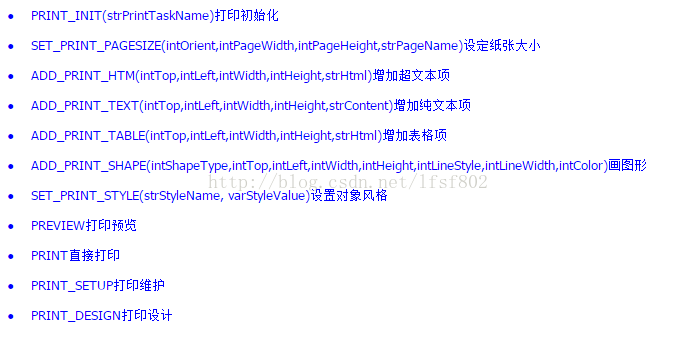 ● PRINT_INIT(strPrintTaskName)打印初始化
● SET_PRINT_PAGESIZE(intOrient,intPageWidth,intPageHeight,strPageName)设定纸张大小
● ADD_PRINT_HTM(intTop,intLeft,intWidth,intHeight,strHtml)增加超文本项
● ADD_PRINT_TEXT(intTop,intLeft,intWidth,intHeight,strContent)增加纯文本项
● ADD_PRINT_TABLE(intTop,intLeft,intWidth,intHeight,strHtml)增加表格项
● ADD_PRINT_SHAPE(intShapeType,intTop,intLeft,intWidth,intHeight,intLineStyle,intLineWidth,intColor)画图形
http://blog.csdn.net/lfsf802
● SET_PRINT_STYLE(strStyleName, varStyleValue)设置对象风格
● PREVIEW打印预览
● PRINT直接打印
● PRINT_SETUP打印维护
● PRINT_DESIGN打印设计